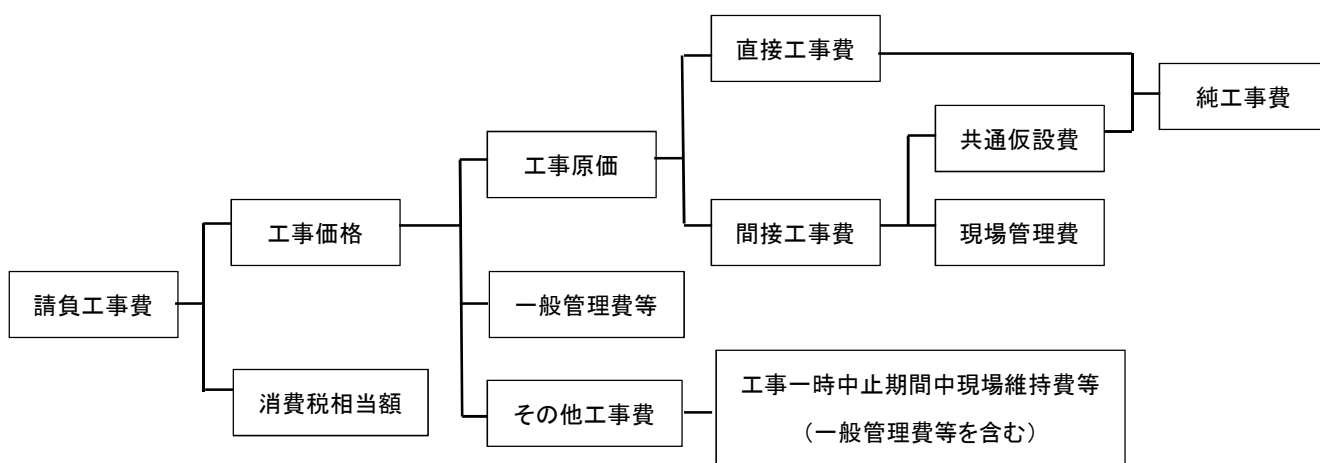 直接工事費
純工事費
共通仮設費
工事原価
工事価格
間接工事費
現場管理費
請負工事費
一般管理費等
消費税相当額
その他工事費
工事一時中止期間中現場維持費等
（一般管理費等を含む）